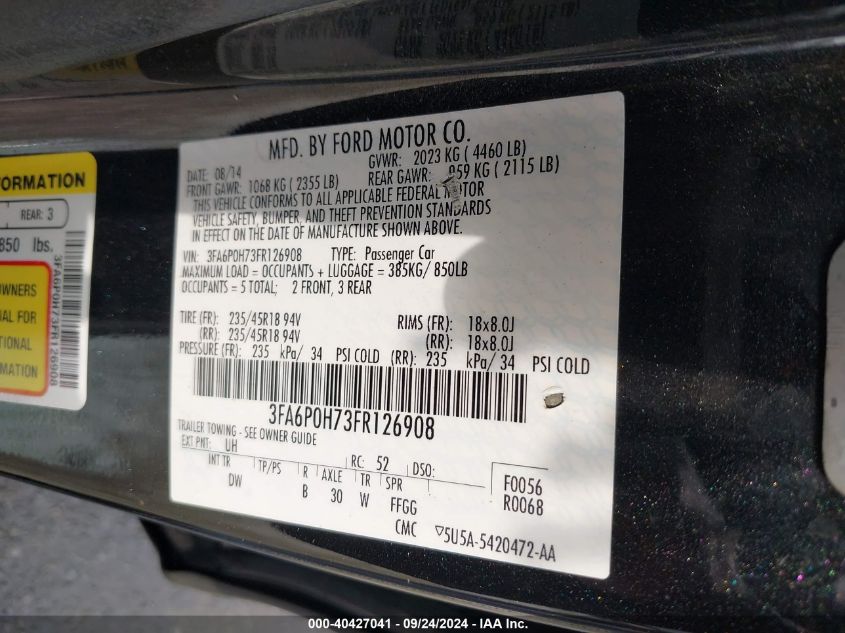 MFD. BY FORD MOTOR CO.
DATE: 08/14
GVWR: 2023 KG ( 4460 LB)
FRONT GAWR: 1068 KG ( 2355 LB)
REAR GAWR: 959 KG ( 2115 LB)
THIS VEHICLE CONFORMS TO ALL APPLICABLE FEDERAL MOTOR
VEHICLE SAFETY, BUMPER, AND THEFT PREVENTION STANDARDS
IN EFFECT ON THE DATE OF MANUFACTURE SHOWN ABOVE.
VIN: 3FA6P0H73FR126908 TYPE: Passenger Car
MAXIMUM LOAD = OCCUPANTS + LUGGAGE = 385KG/ 850LB
OCCUPANTS = 5 TOTAL; 2 FRONT, 3 REAR
TIRE (FR): 235/45R18 94V RIMS (FR): 18x8.0J
(RR): 235/45R18 94V (RR): 18x8.0J
PRESSURE (FR): 235 kPa/ 34 PSI COLD (RR): 235 kPa/ 34 PSI COLD
3FA6P0H73FR126908
TRAILER TOWING - SEE OWNER GUIDE
EXT PNT: UH RC: 52 DSO:
INT TR TP/PS R AXLE TR SPR
DW B 30 W FFGG
CMC
F0056
R0068
▽5U5A-5420472-AA
FORMATION
REAR: 3
850 lbs.
3FA6P0H73FR126908
OWNERS
FOR
00-40427041 - 09/24/2024 - IAA Inc.